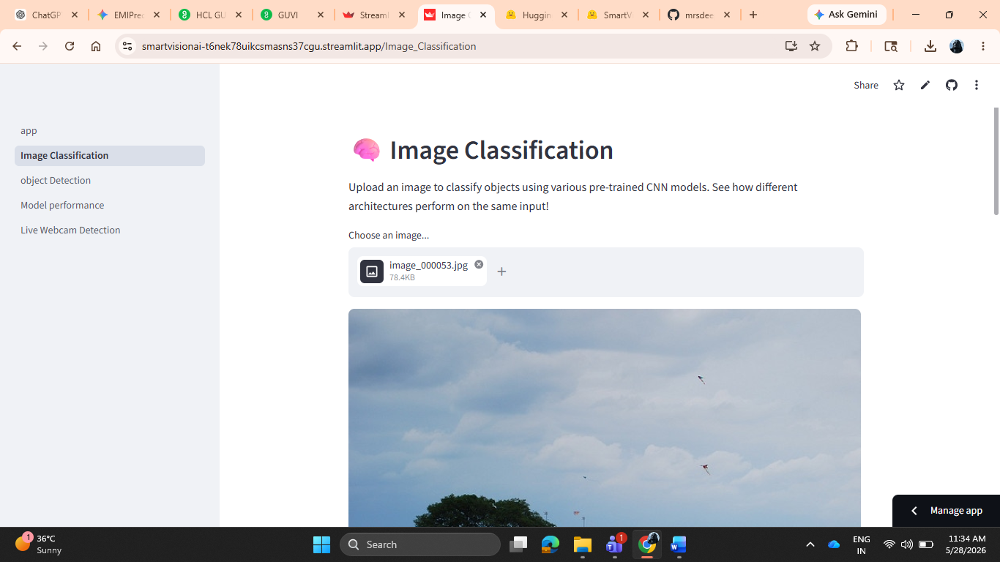 ChatGP
EMIPred
HCL GU
GUVI
Streaml
Image C
Huggin
SmartV
mrsdee
Ask Gemini
smartvisionai-t6nek78uikcsmasns37cgu.streamlit.app/Image_Classification
Share
app
Image Classification
object Detection
Model performance
Live Webcam Detection
Image Classification
Upload an image to classify objects using various pre-trained CNN models. See how different
architectures perform on the same input!
Choose an image...
image_000053.jpg
78.4KB
Manage app
1
36°C
Sunny
Search
1
ENG
IN
11:34 AM
5/28/2026